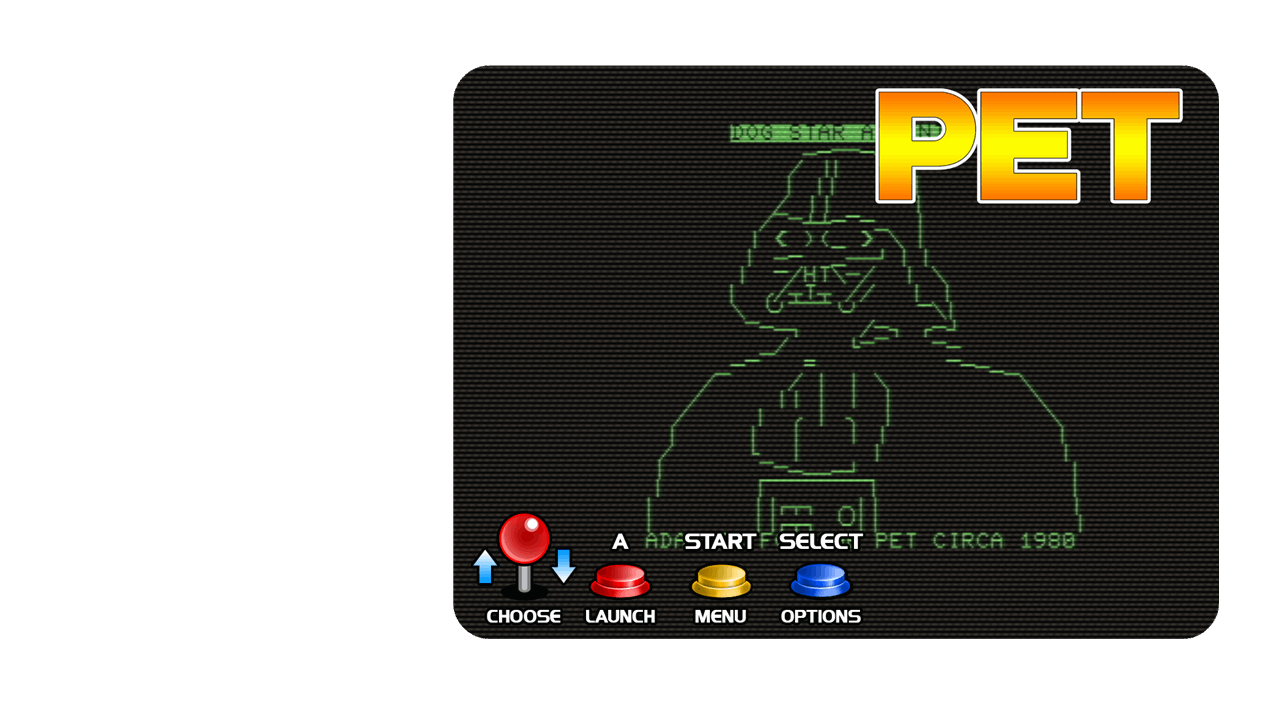 PET
DOG STAR
A START SELECT
PET CIRCA 1980
CHOOSE LAUNCH MENU OPTIONS